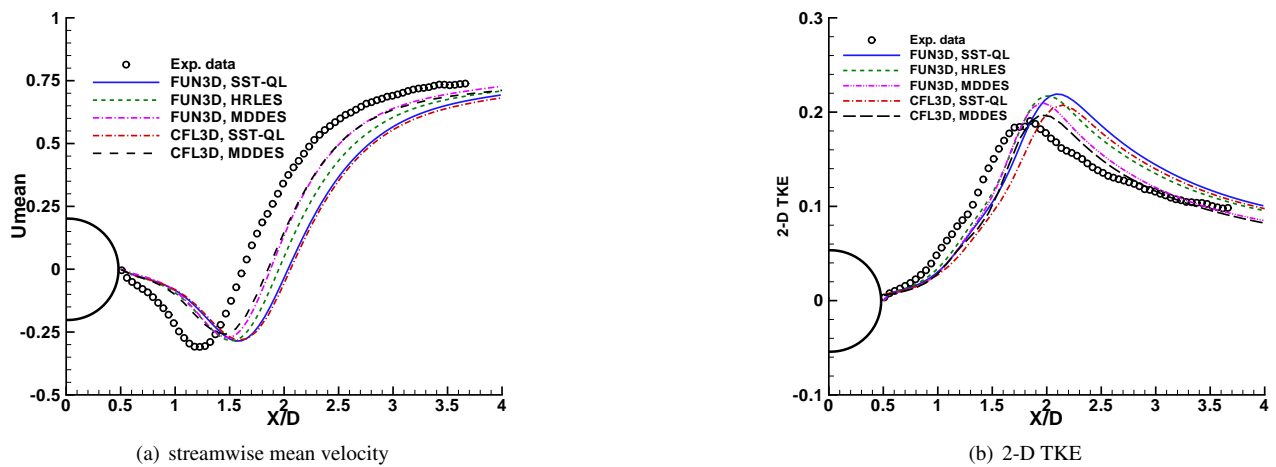 1
0.75
0.5
0.25
0
-0.25
-0.5
Umean
Exp. data
FUN3D, SST-QL
FUN3D, HRLES
FUN3D, MDDES
CFL3D, SST-QL
CFL3D, MDDES
0 0.5 1 1.5 2 2.5 3 3.5 4
X/D
(a) streamwise mean velocity
0.3
0.2
0.1
0
-0.1
2-D TKE
Exp. data
FUN3D, SST-QL
FUN3D, HRLES
FUN3D, MDDES
CFL3D, SST-QL
CFL3D, MDDES
0 0.5 1 1.5 2 2.5 3 3.5 4
X/D
(b) 2-D TKE